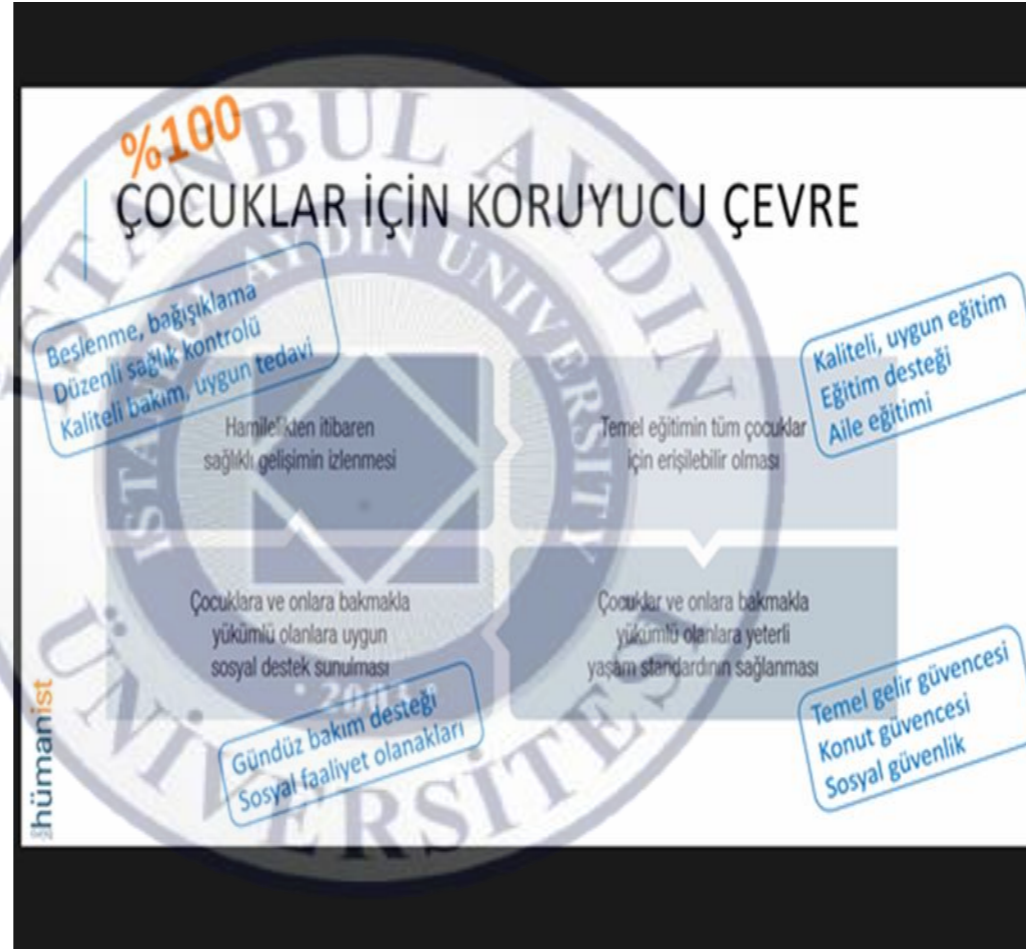 %100
ÇOCUKLAR İÇİN KORUYUCU ÇEVRE
Beslenme, bağışıklama
Düzenli sağlık kontrolü
Kaliteli bakım, uygun tedavi
Hamilelikten itibaren
sağlıklı gelişimin izlenmesi
Kaliteli, uygun eğitim
Eğitim desteği
Aile eğitimi
Temel eğitimin tüm çocuklar
için erişilebilir olması
Çocuklara ve onlara bakmakla
yükümlü olanlara uygun
sosyal destek sunulması
Gündüz bakım desteği
Sosyal faaliyet olanakları
Çocuklar ve onlara bakmakla
yükümlü olanlara yeterli
yaşam standardının sağlanması
Temel gelir güvencesi
Konut güvencesi
Sosyal güvenlik
hümanist
İSTANBUL AYDIN
ÜNİVERSİTESİ
ISTANBUL AYDIN UNIVERSITY